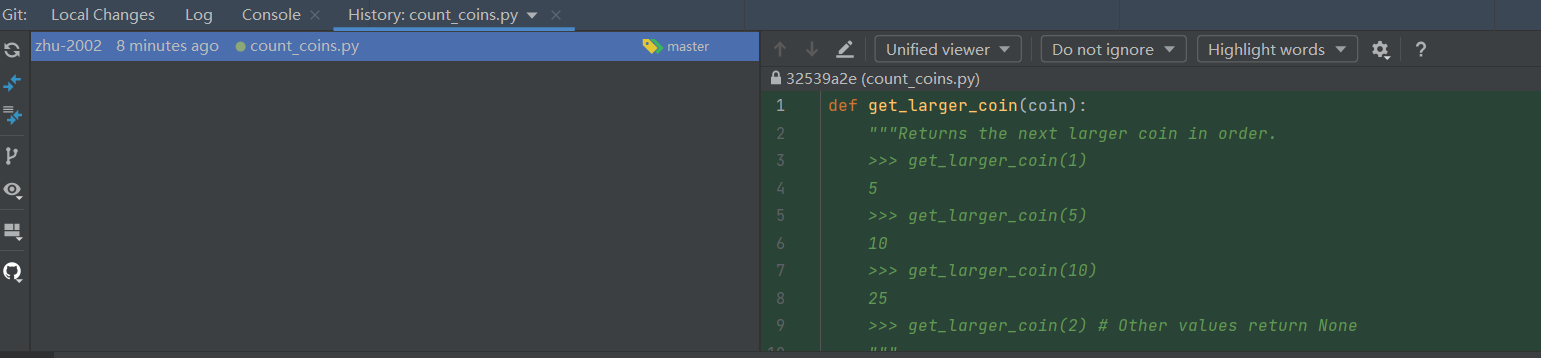 Git: Local Changes Log Console History: count_coins.py
zhu-2002 8 minutes ago count_coins.py master
Unified viewer Do not ignore Highlight words ?
32539a2e (count_coins.py)
1 def get_larger_coin(coin):
2 """Returns the next larger coin in order.
3 >>> get_larger_coin(1)
4 5
5 >>> get_larger_coin(5)
6 10
7 >>> get_larger_coin(10)
8 25
9 >>> get_larger_coin(2) # Other values return None
10 """